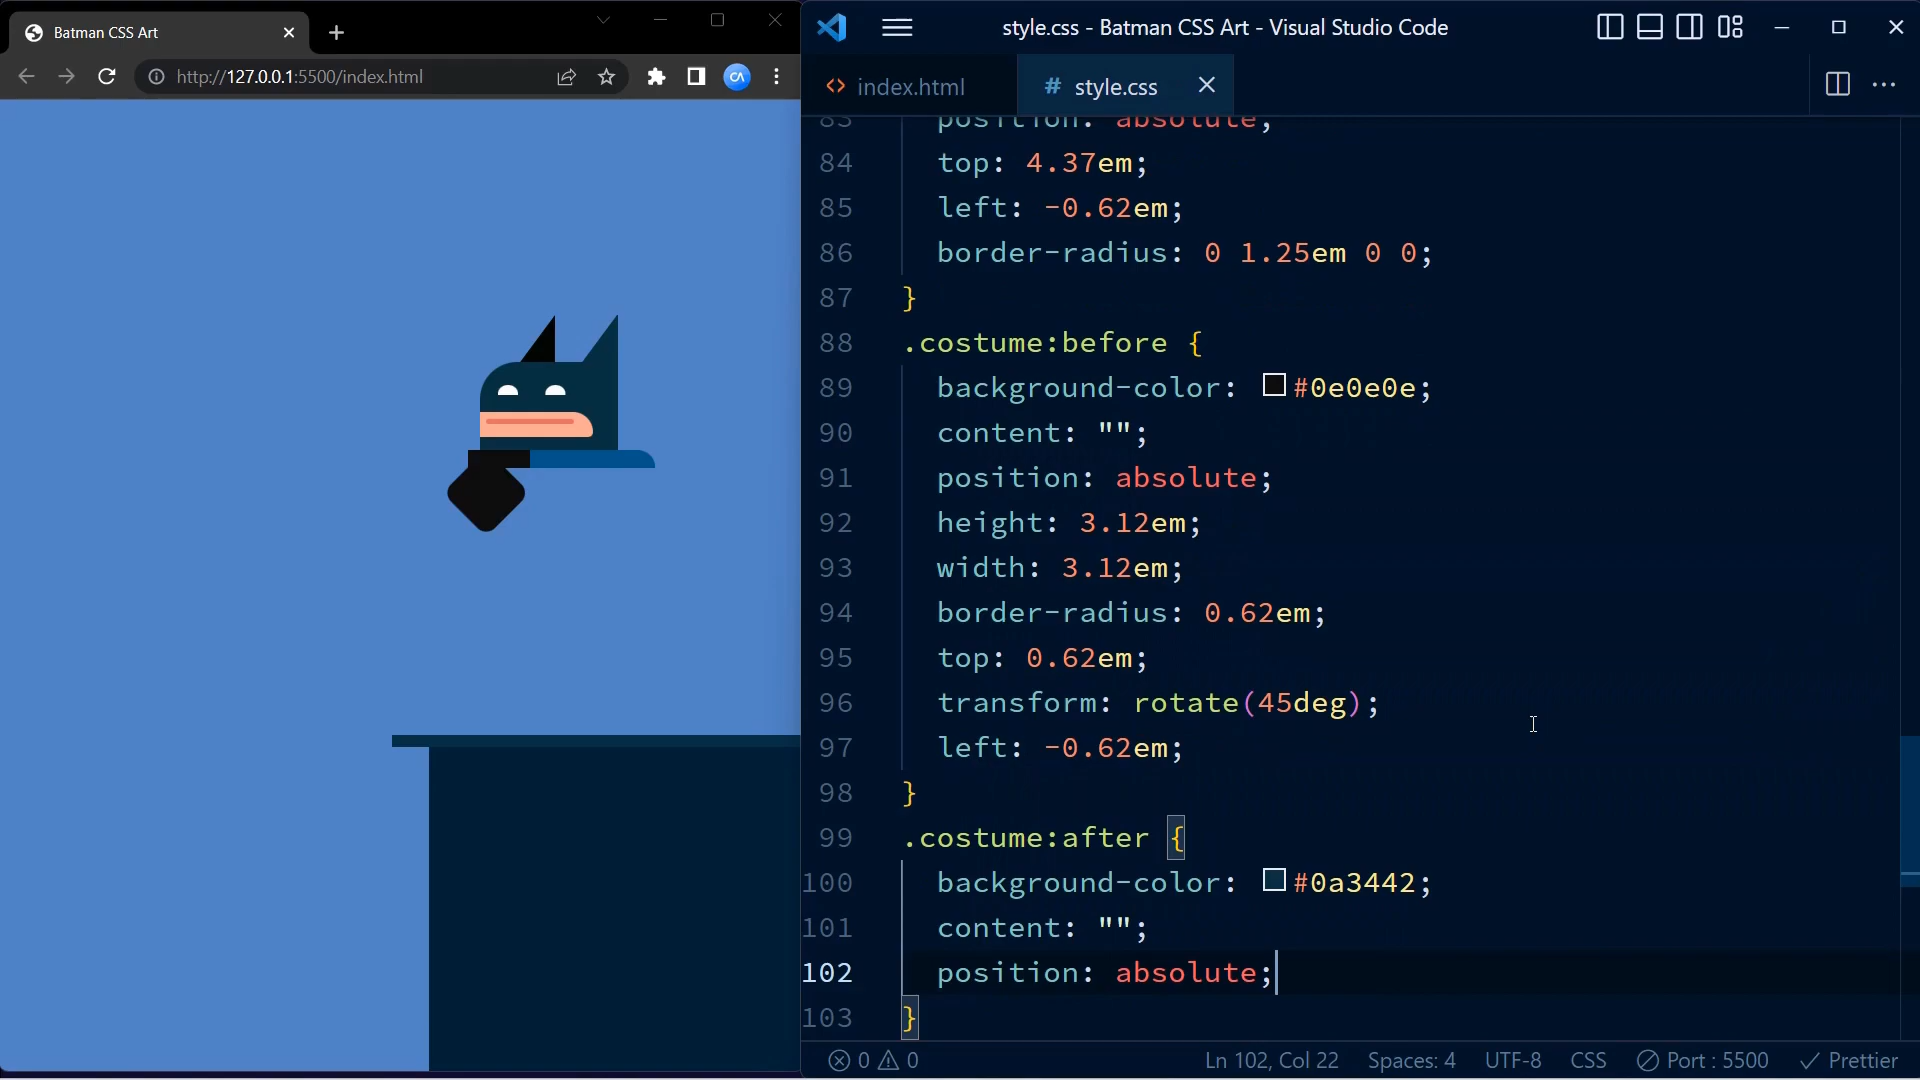 Batman CSS Art
http://127.0.0.1:5500/index.html
CA
style.css - Batman CSS Art - Visual Studio Code
<> index.html
# style.css
83 position: absolute;
84 top: 4.37em;
85 left: -0.62em;
86 border-radius: 0 1.25em 0 0;
87 }
88 .costume:before {
89 background-color: #0e0e0e;
90 content: "";
91 position: absolute;
92 height: 3.12em;
93 width: 3.12em;
94 border-radius: 0.62em;
95 top: 0.62em;
96 transform: rotate(45deg);
97 left: -0.62em;
98 }
99 .costume:after {
100 background-color: #0a3442;
101 content: "";
102 position: absolute;
103 }
0 0 Ln 102, Col 22 Spaces: 4 UTF-8 CSS Port : 5500 Prettier